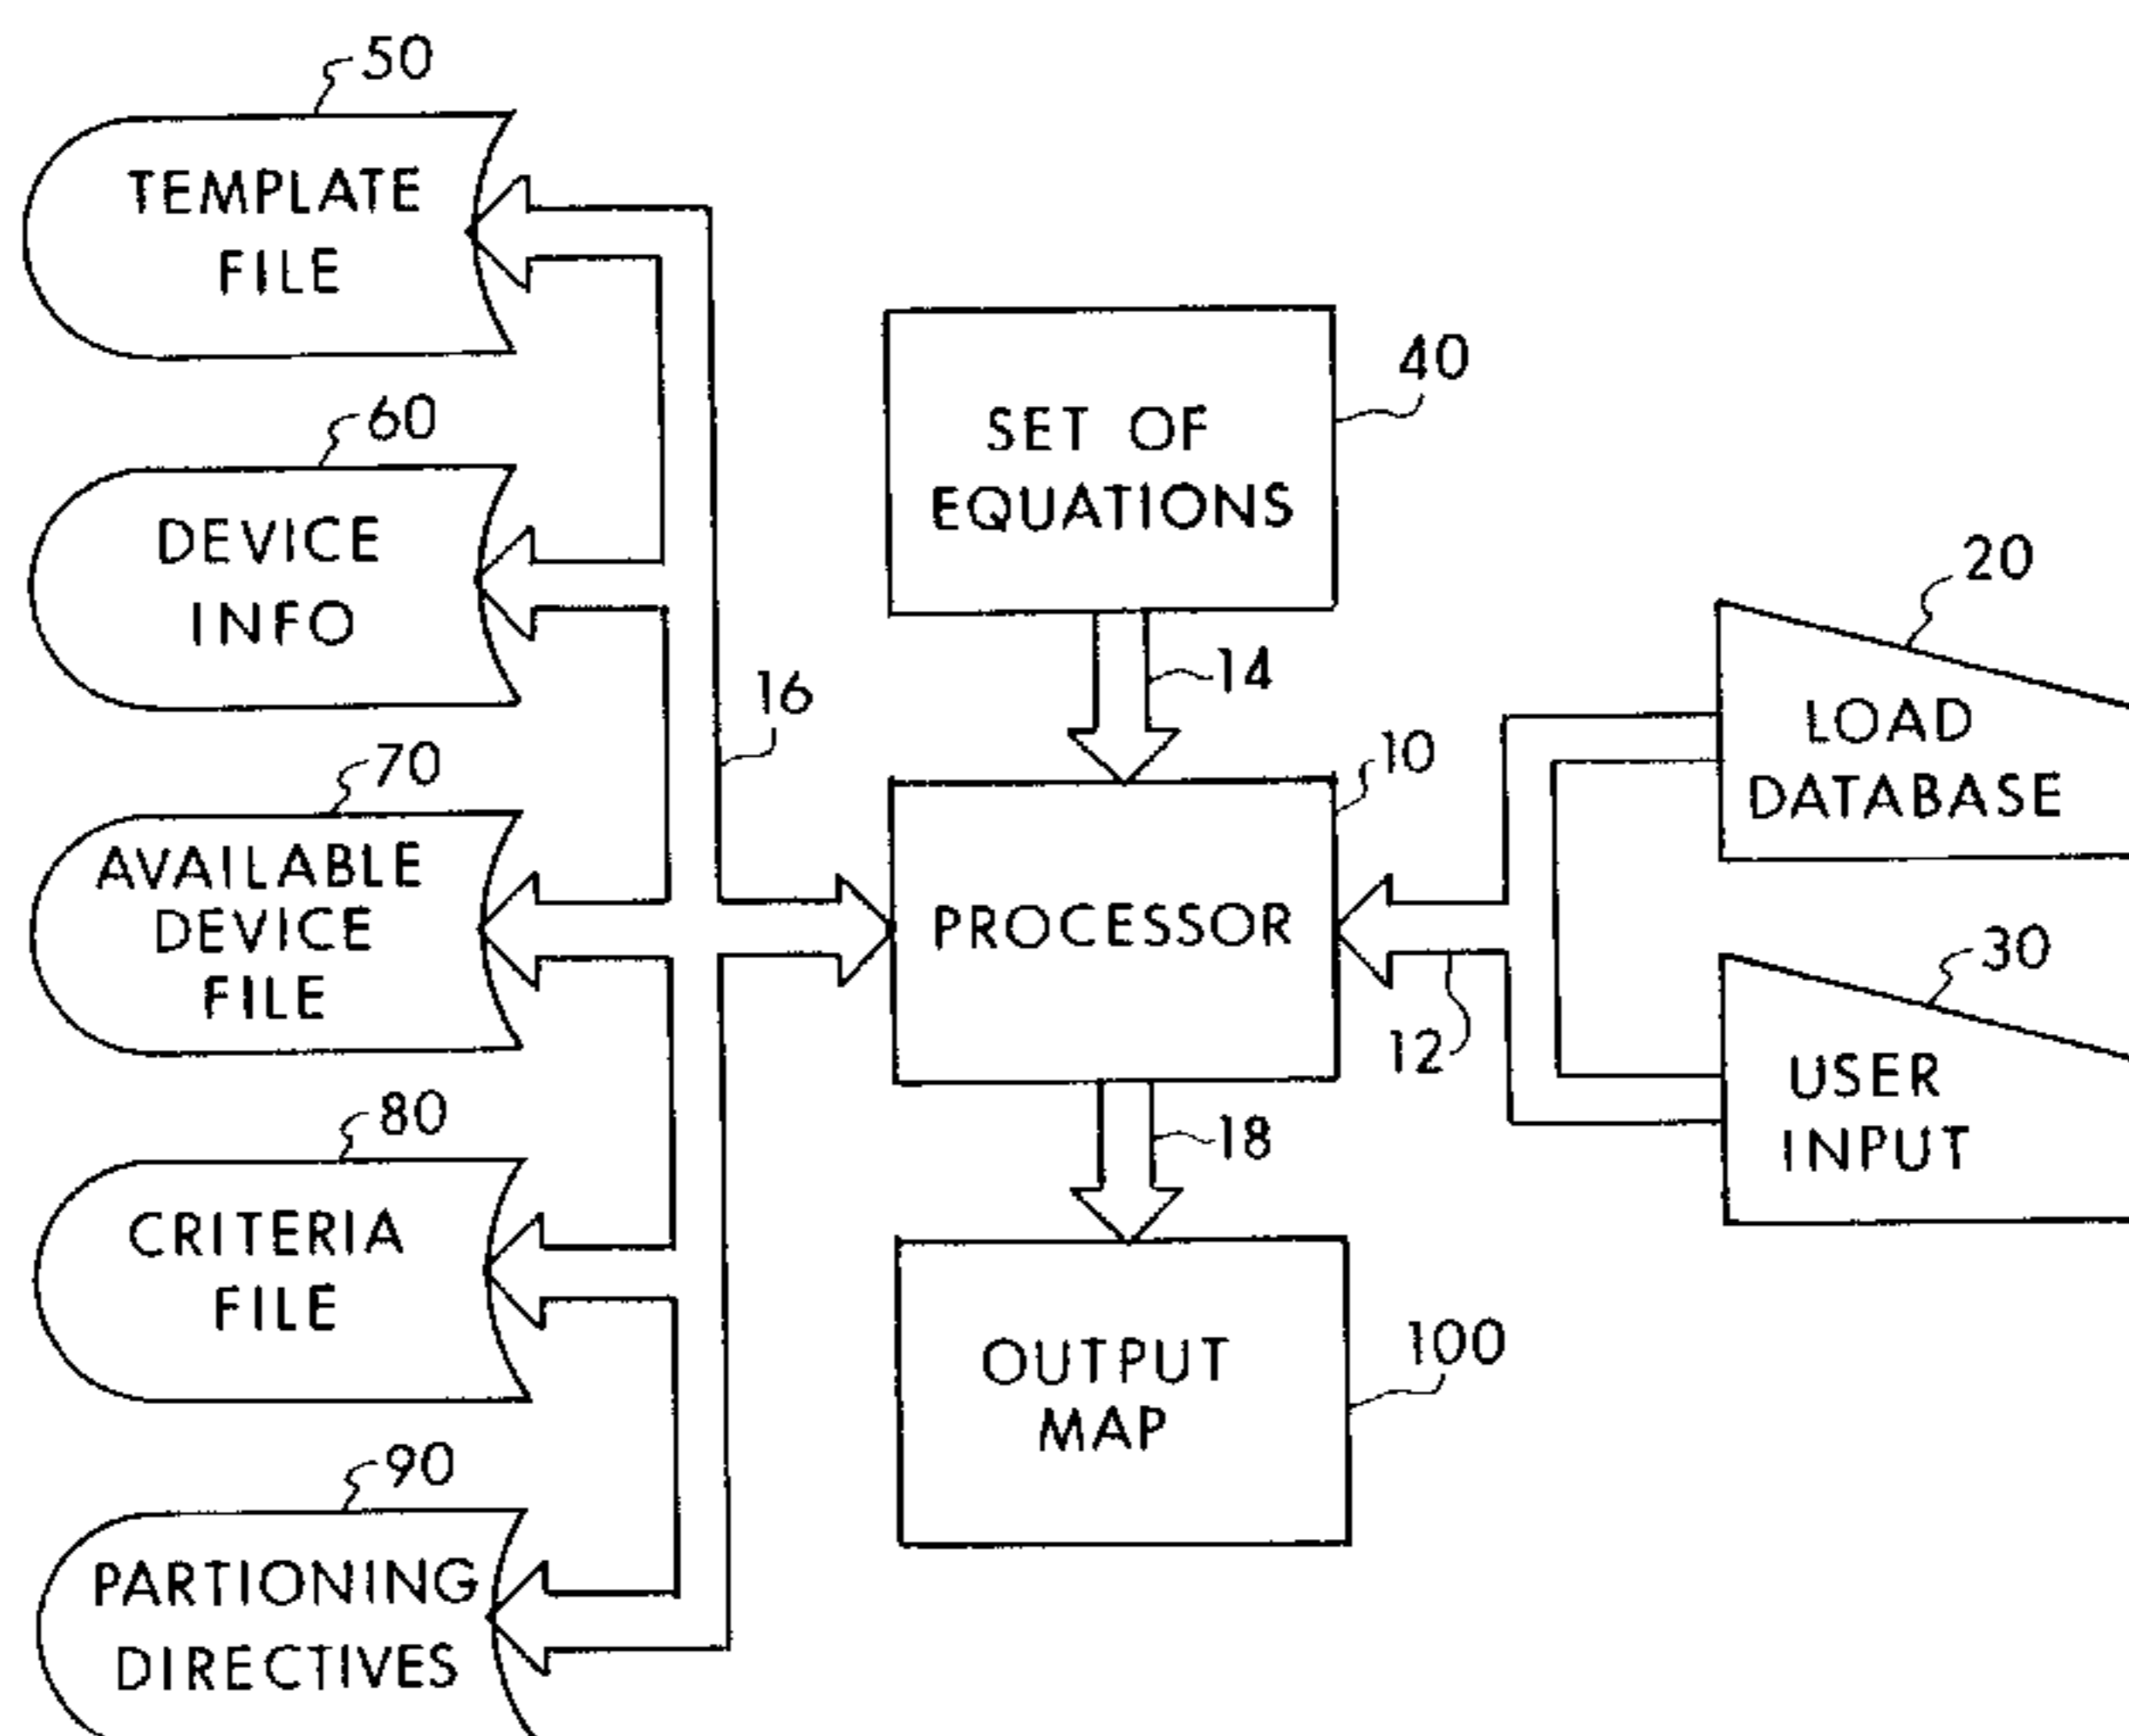 50
TEMPLATE
FILE
60
DEVICE
INFO
16
70
AVAILABLE
DEVICE
FILE
80
CRITERIA
FILE
90
PARTIONING
DIRECTIVES
40
SET OF
EQUATIONS
14
10
PROCESSOR
12
18
100
OUTPUT
MAP
20
LOAD
DATABASE
30
USER
INPUT